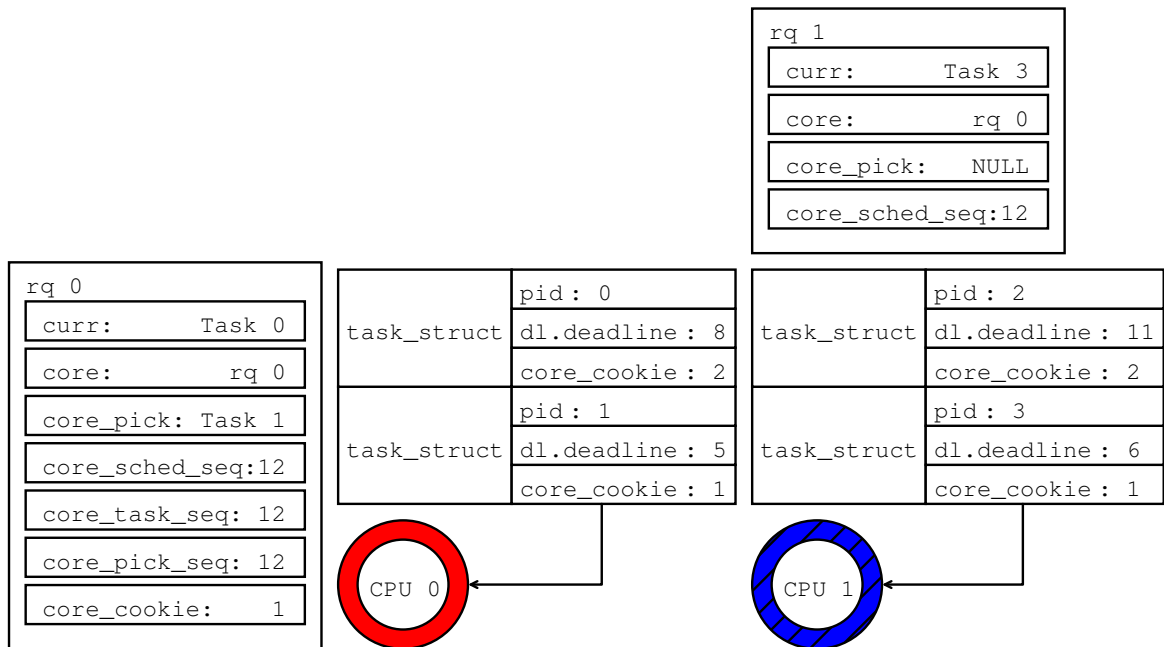 rq 1
curr: Task 3
core: rq 0
core_pick: NULL
core_sched_seq:12
rq 0
curr: Task 0
core: rq 0
core_pick: Task 1
core_sched_seq:12
core_task_seq: 12
core_pick_seq: 12
core_cookie: 1
task_struct
pid : 0
dl.deadline : 8
core_cookie : 2
task_struct
pid : 1
dl.deadline : 5
core_cookie : 1
CPU 0
task_struct
pid : 2
dl.deadline : 11
core_cookie : 2
task_struct
pid : 3
dl.deadline : 6
core_cookie : 1
CPU 1